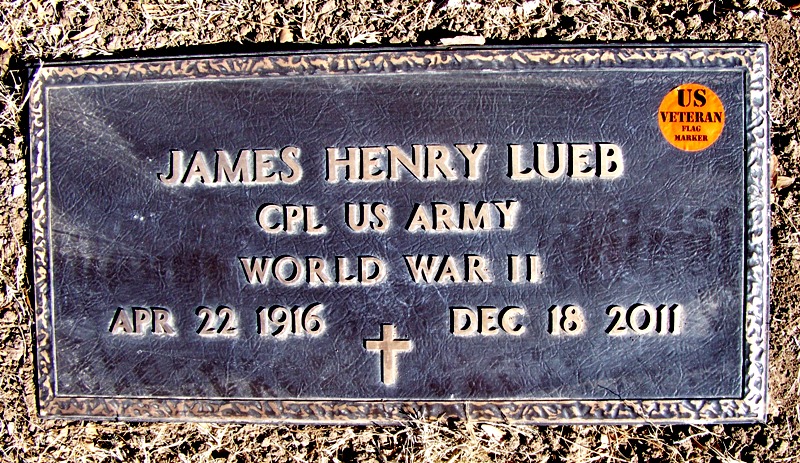 US
VETERAN
FLAG
MARKER
JAMES HENRY LUEB
CPL US ARMY
WORLD WAR II
APR 22 1916 DEC 18 2011